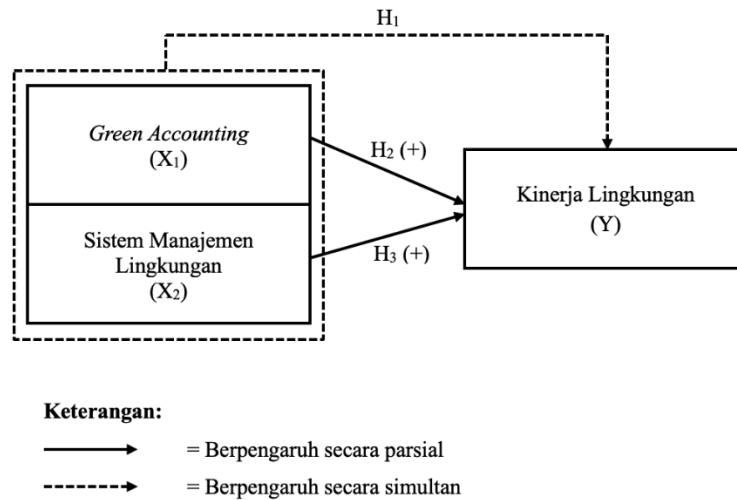 H₁
Green Accounting
(X₁)
H₂ (+)
Kinerja Lingkungan
(Y)
Sistem Manajemen
Lingkungan
(X₂)
H₃ (+)
Keterangan:
= Berpengaruh secara parsial
= Berpengaruh secara simultan